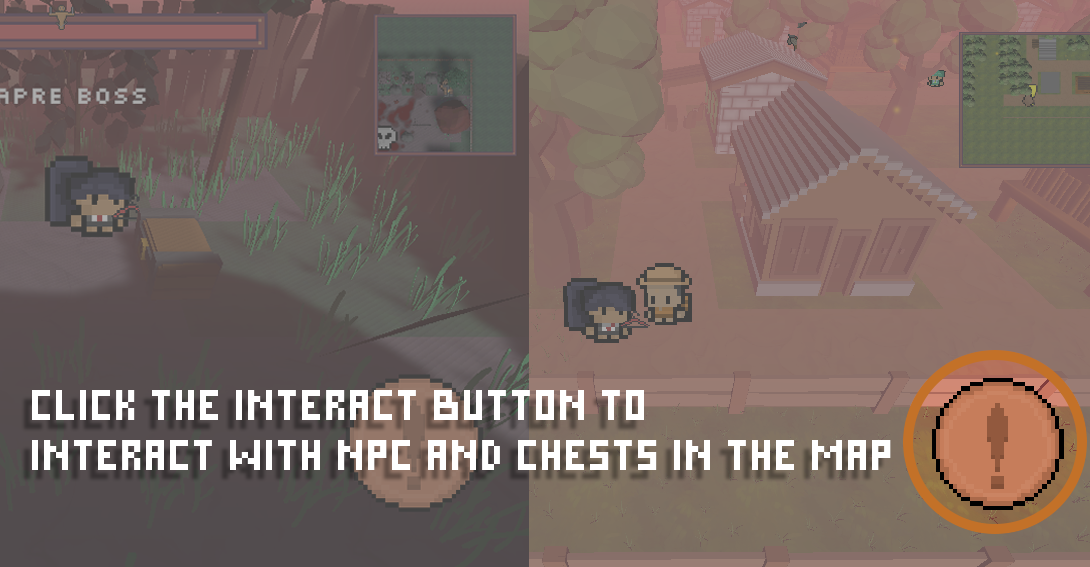 APRE BOSS
CLICK THE INTERACT BUTTON TO
INTERACT WITH NPC AND CHESTS IN THE MAP